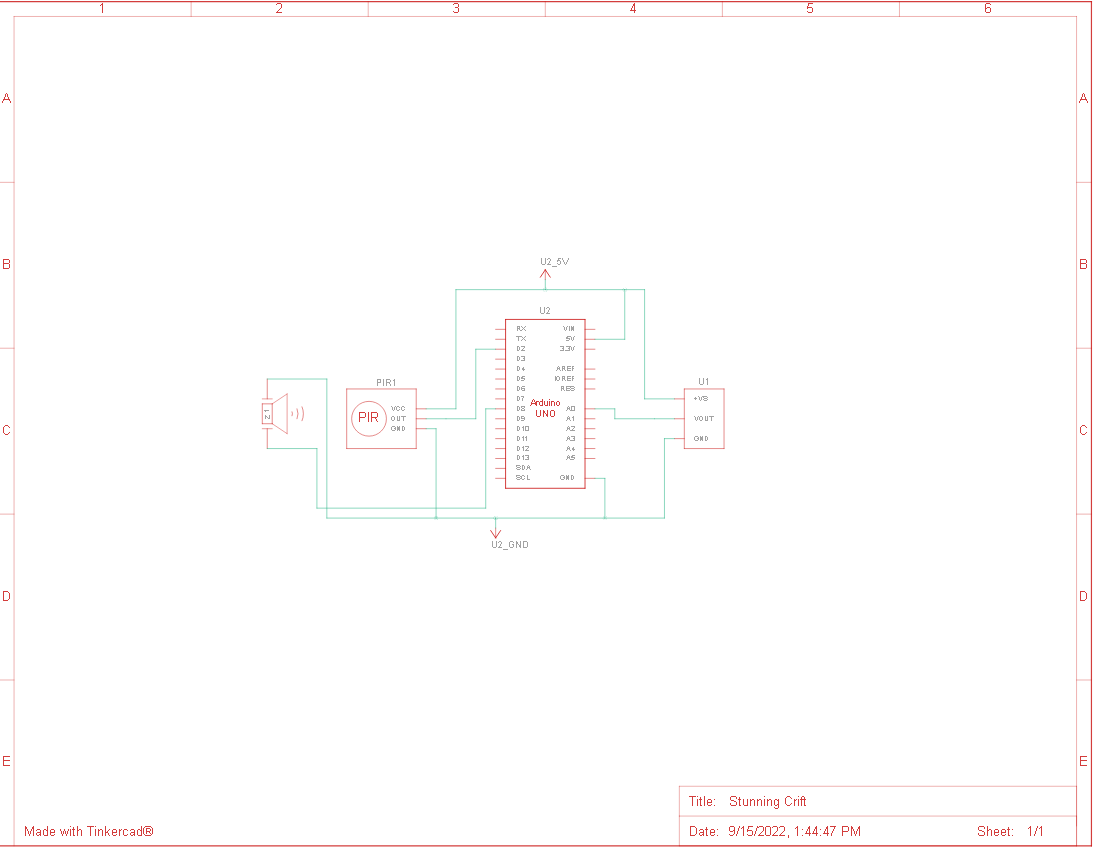 1 2 3 4 5 6
A A
B B
U2_5V
U2
RX VIN
TX 5V
D2 3.3V
D3
D4 AREF
D5 IOREF
PIR1 U1
D6 RES
D7 +VS
VCC D8 A0
Arduino
UNO
PIR OUT D9 A1 VOUT
GND D10 A2
C C
D11 A3 GND
D12 A4
D13 A5
SDA
SCL GND
U2_GND
D D
E E
Title: Stunning Crift
Made with Tinkercad® Date: 9/15/2022, 1:44:47 PM Sheet: 1/1